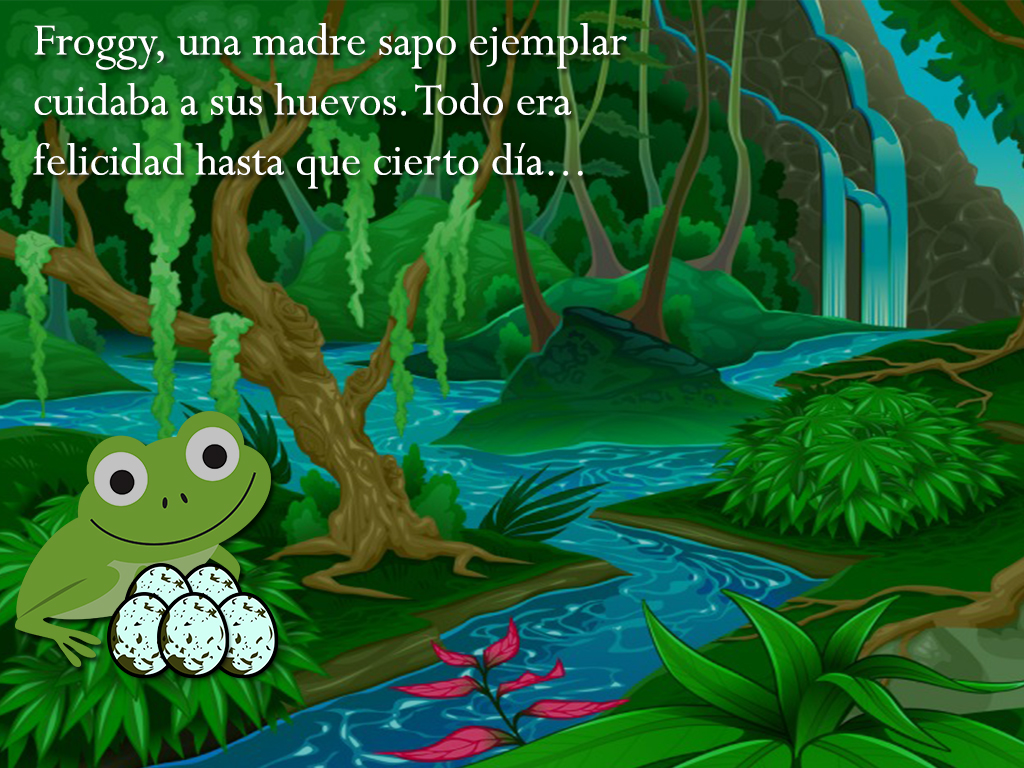 Froggy, una madre sapo ejemplar
cuidaba a sus huevos. Todo era
felicidad hasta que cierto día...